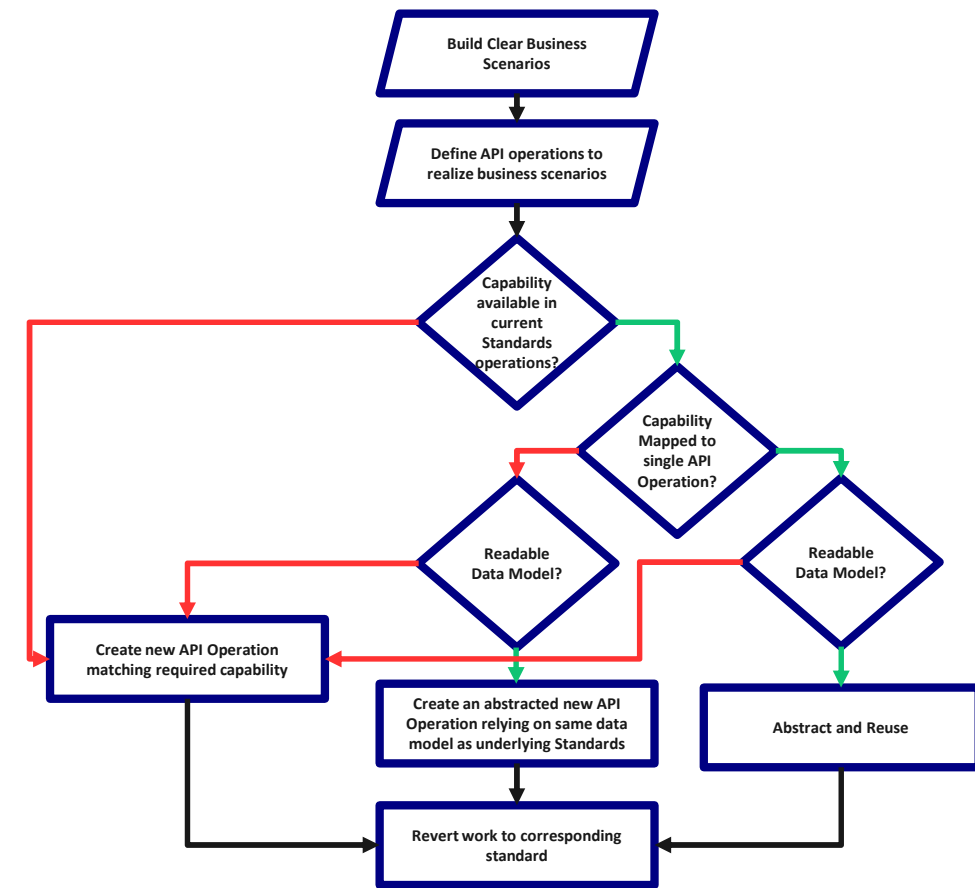 Build Clear Business
Scenarios
Define API operations to
realize business scenarios
Capability
available in
current
Standards
operations?
Capability
Mapped to
single API
Operation?
Readable
Data Model?
Readable
Data Model?
Create new API Operation
matching required capability
Create an abstracted new API
Operation relying on same data
model as underlying Standards
Abstract and Reuse
Revert work to corresponding
standard